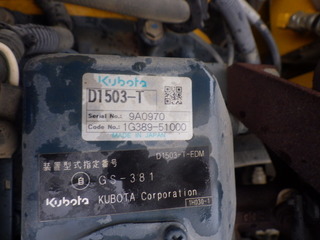 Kubota
D1503-T
Serial No.: 9A0970
Code No.: 1G389-51000
MADE IN JAPAN
D1503-T-EDM
装置型式指定番号
自 GS-381
Kubota KUBOTA Corporation